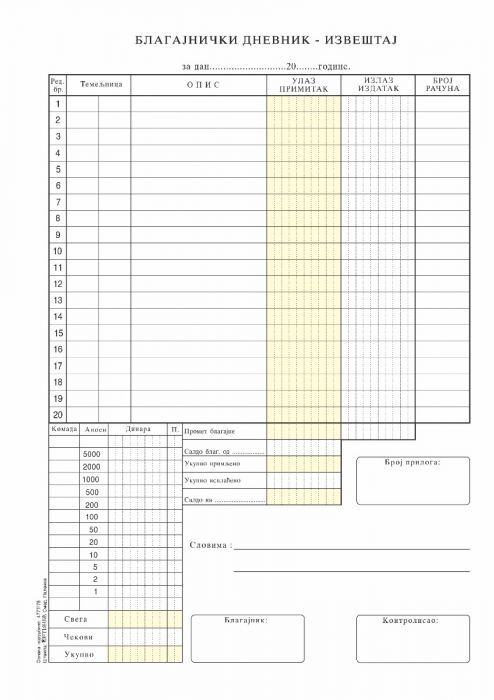 БЛАГАЈНИЧКИ ДНЕВНИК - ИЗВЕШТАЈ
за дан...........................20........године.
Ред. бр. Темељница ОПИС УЛАЗ ПРИМИТАК ИЗЛАЗ ИЗДАТАК БРОЈ РАЧУНА
1
2
3
4
5
6
7
8
9
10
11
12
13
14
15
16
17
18
19
20
Комада Апоен Динара П. Промет благајне
Салдо благ. од ..................
5000
Укупно примљено
2000
Укупно исплаћено
1000
500
Салдо на ..................
200
100
50
20
10
5
2
1
Број прилога:
Словима :
Свега
Чекови
Укупно
Благајник:
Контролисао: